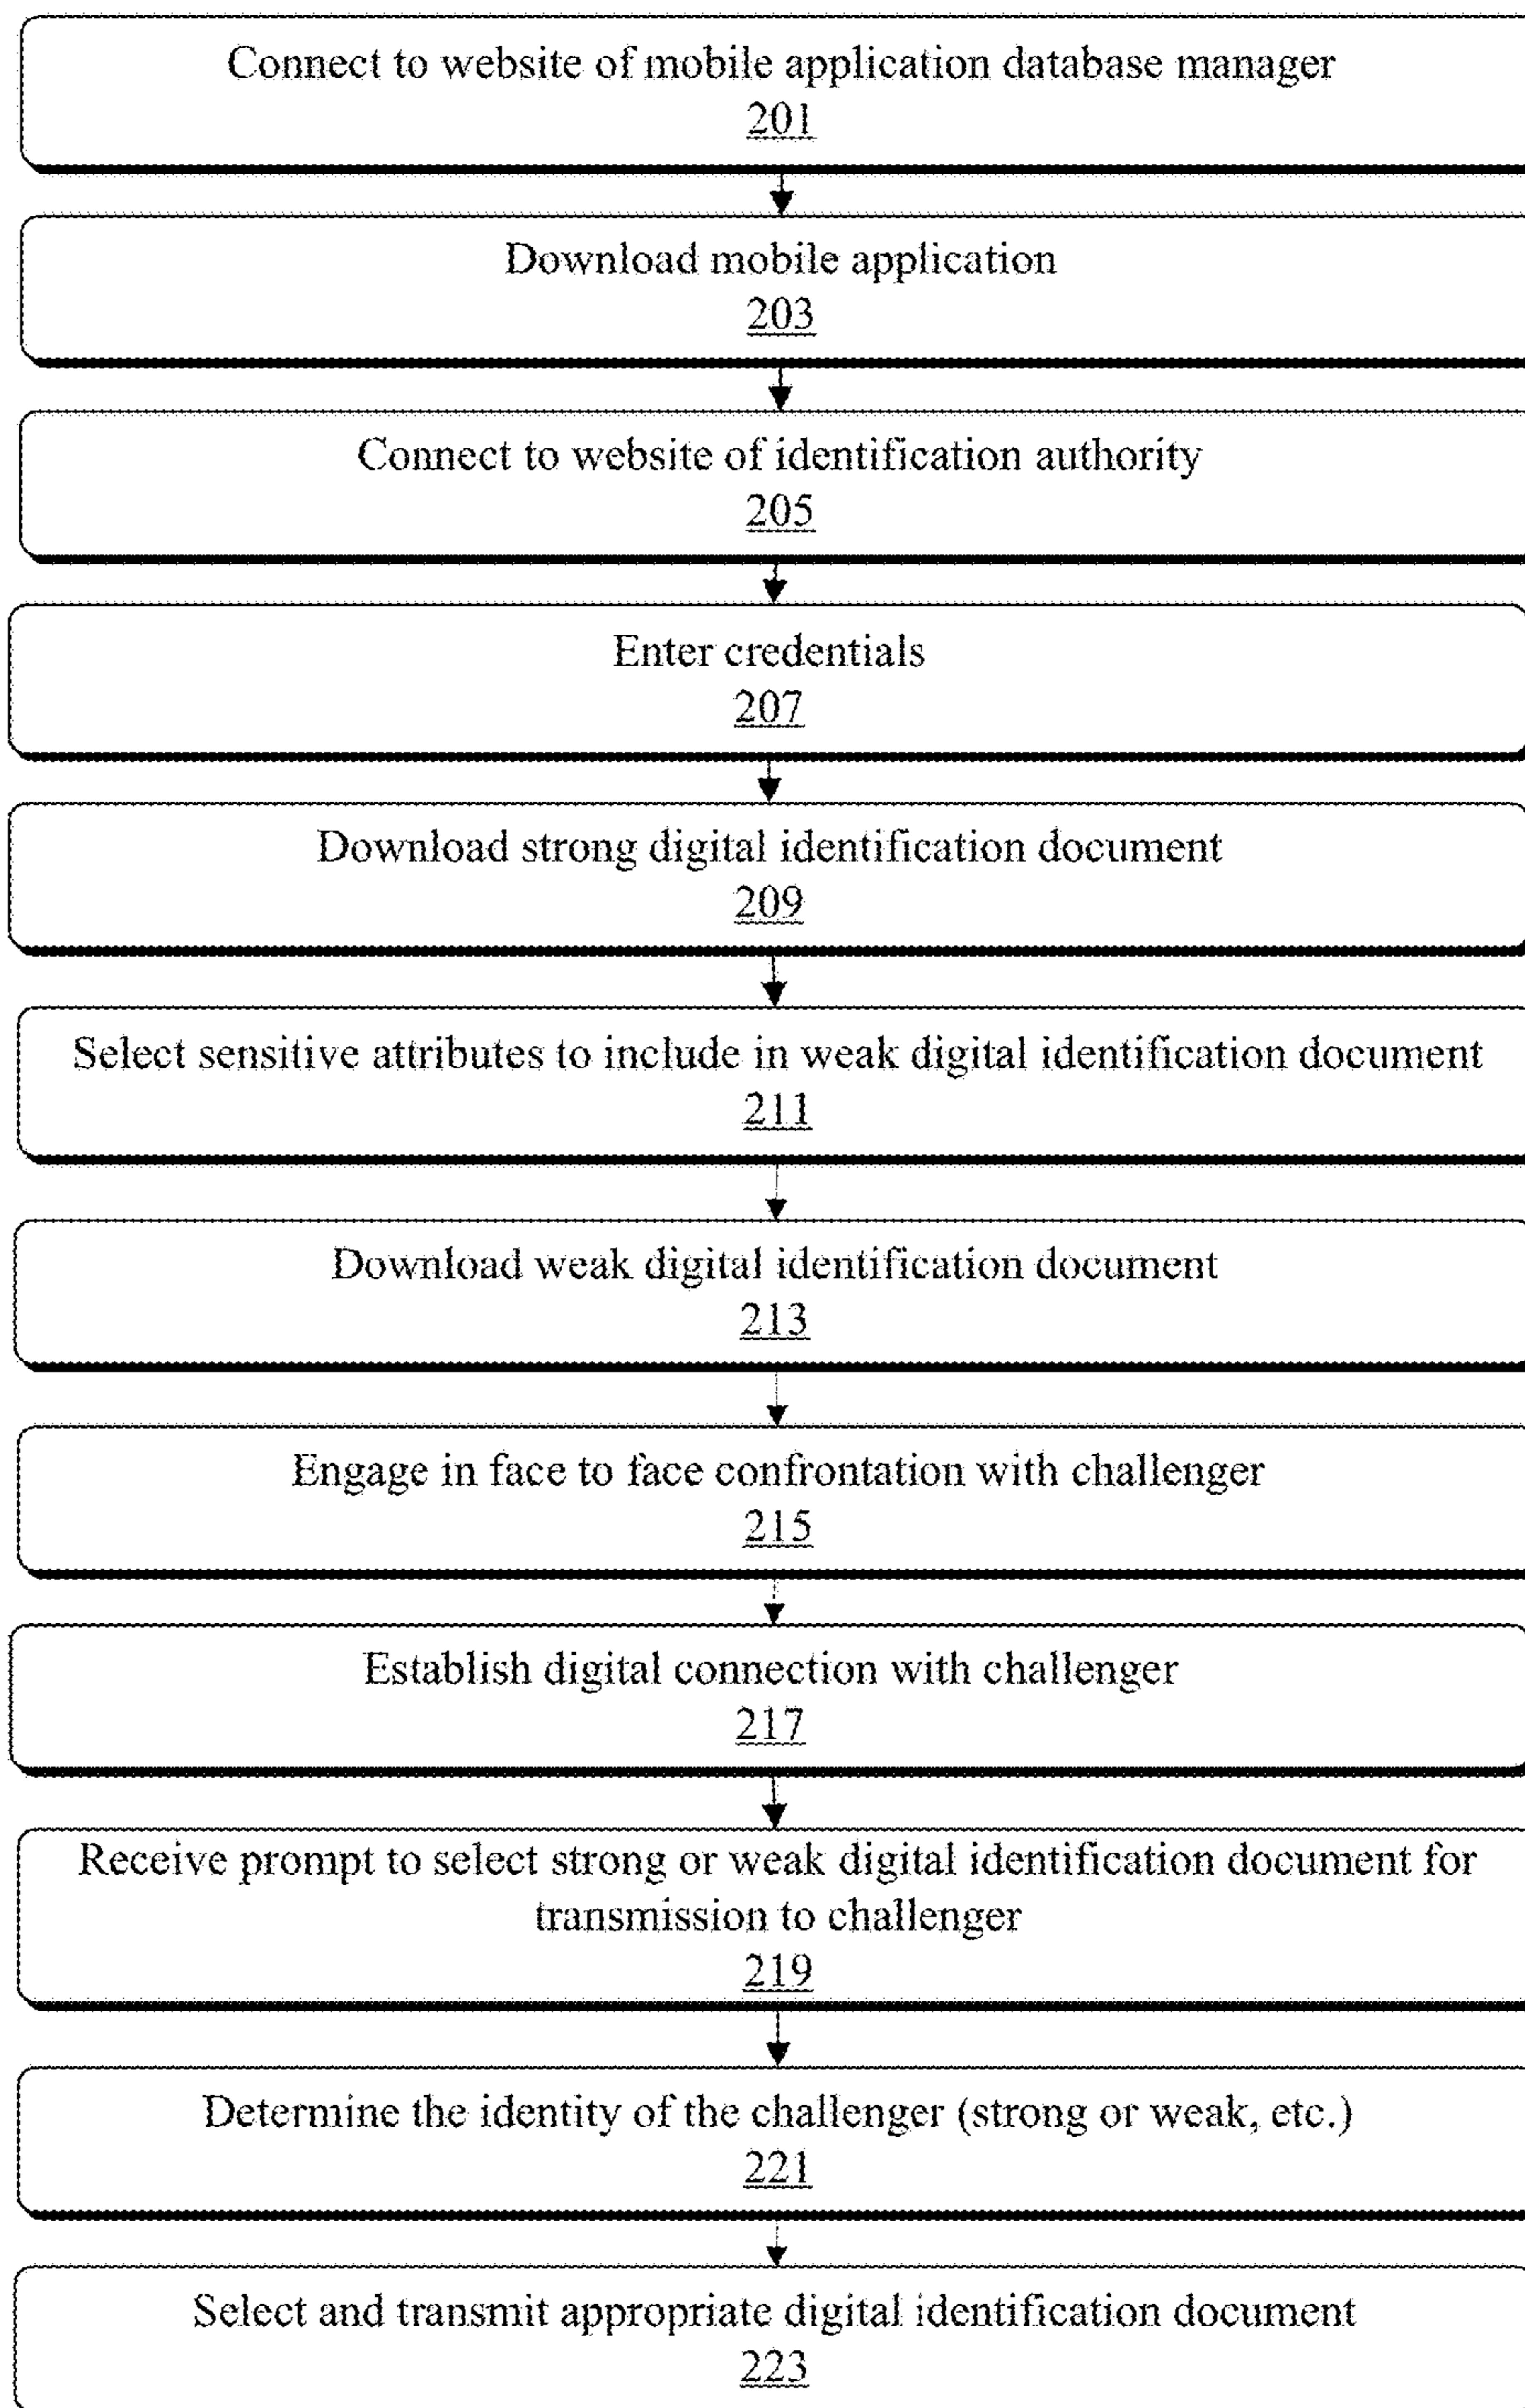 Connect to website of mobile application database manager
201
Download mobile application
203
Connect to website of identification authority
205
Enter credentials
207
Download strong digital identification document
209
Select sensitive attributes to include in weak digital identification document
211
Download weak digital identification document
213
Engage in face to face confrontation with challenger
215
Establish digital connection with challenger
217
Receive prompt to select strong or weak digital identification document for
transmission to challenger
219
Determine the identity of the challenger (strong or weak, etc.)
221
Select and transmit appropriate digital identification document
223